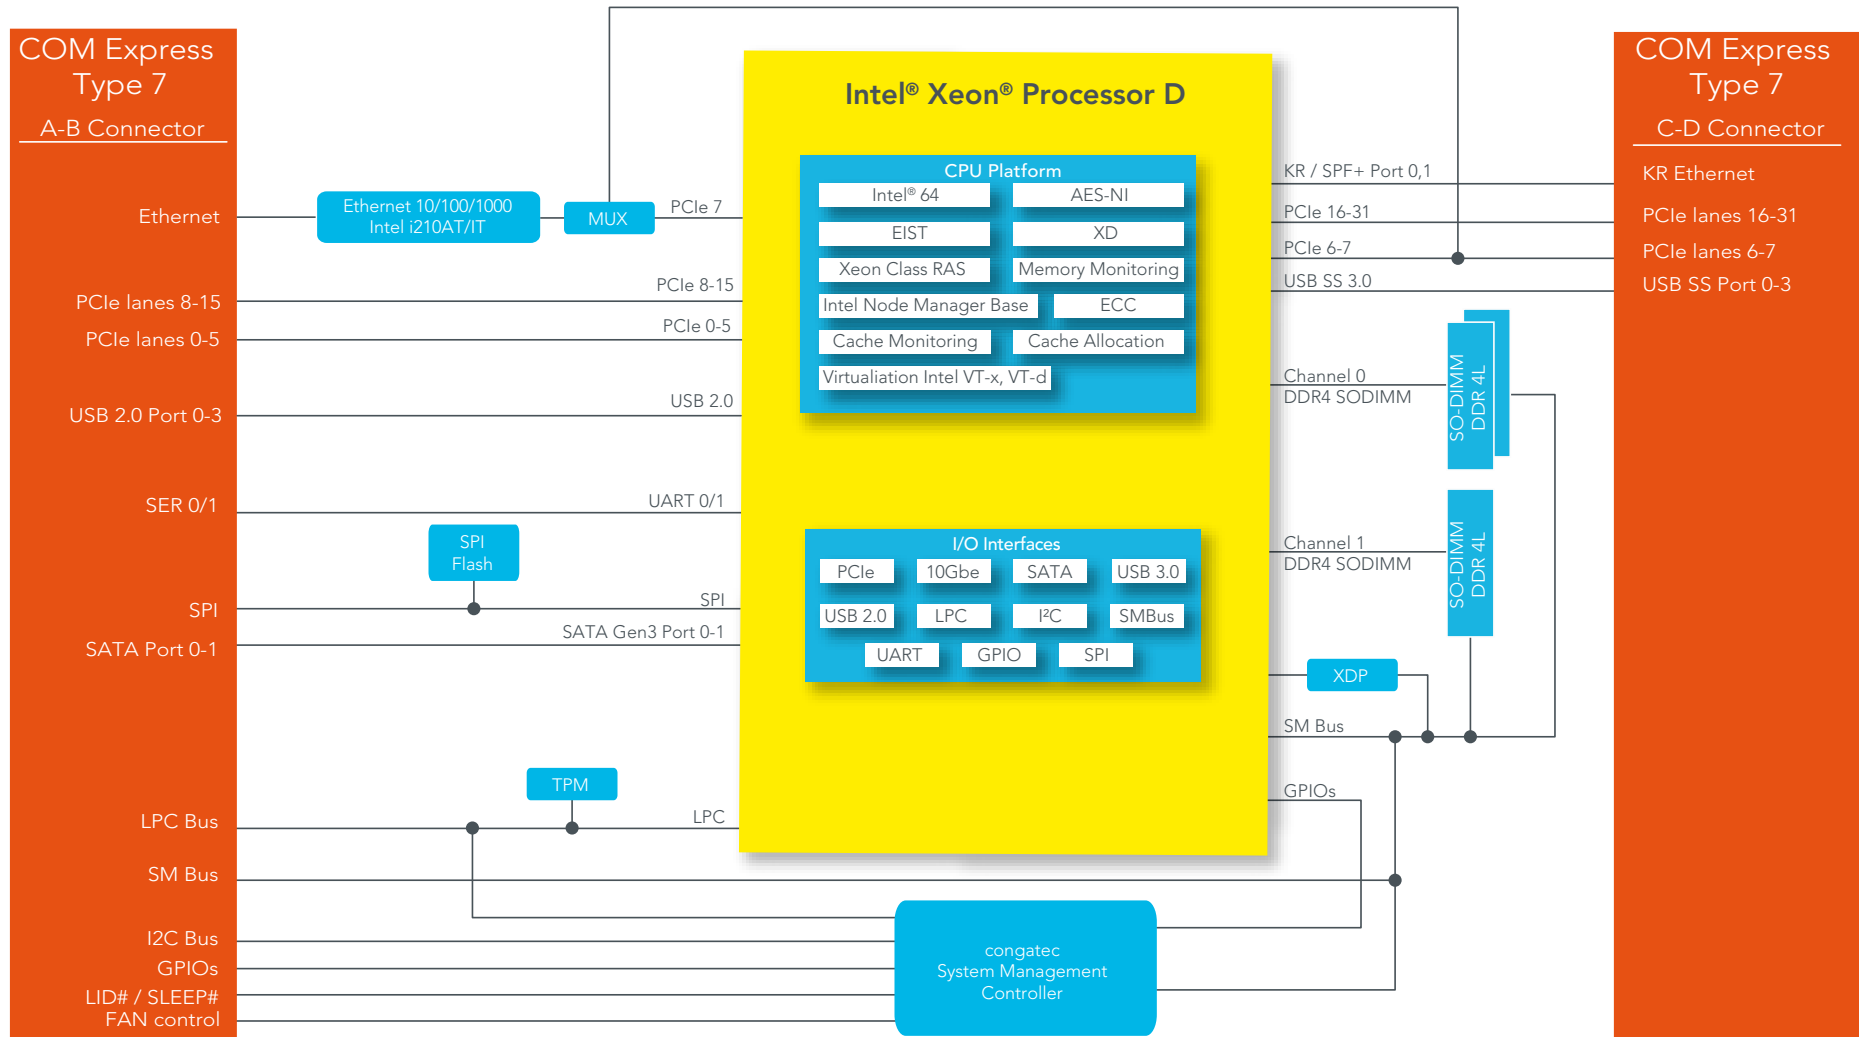 COM Express
Type 7
A-B Connector
Ethernet
PCIe lanes 8-15
PCIe lanes 0-5
USB 2.0 Port 0-3
SER 0/1
SPI
SATA Port 0-1
LPC Bus
SM Bus
I2C Bus
GPIOs
LID# / SLEEP#
FAN control
Ethernet 10/100/1000
Intel i210AT/IT
MUX
PCIe 7
PCIe 8-15
PCIe 0-5
USB 2.0
UART 0/1
SPI
Flash
SPI
SATA Gen3 Port 0-1
TPM
LPC
Intel® Xeon® Processor D
CPU Platform
Intel® 64
AES-NI
EIST
XD
Xeon Class RAS
Memory Monitoring
Intel Node Manager Base
ECC
Cache Monitoring
Cache Allocation
Virtualiation Intel VT-x, VT-d
I/O Interfaces
PCIe
10Gbe
SATA
USB 3.0
USB 2.0
LPC
I²C
SMBus
UART
GPIO
SPI
congatec
System Management
Controller
KR / SPF+ Port 0,1
PCIe 16-31
PCIe 6-7
USB SS 3.0
Channel 0
DDR4 SODIMM
SO-DIMM
DDR 4L
Channel 1
DDR4 SODIMM
SO-DIMM
DDR 4L
XDP
SM Bus
GPIOs
COM Express
Type 7
C-D Connector
KR Ethernet
PCIe lanes 16-31
PCIe lanes 6-7
USB SS Port 0-3